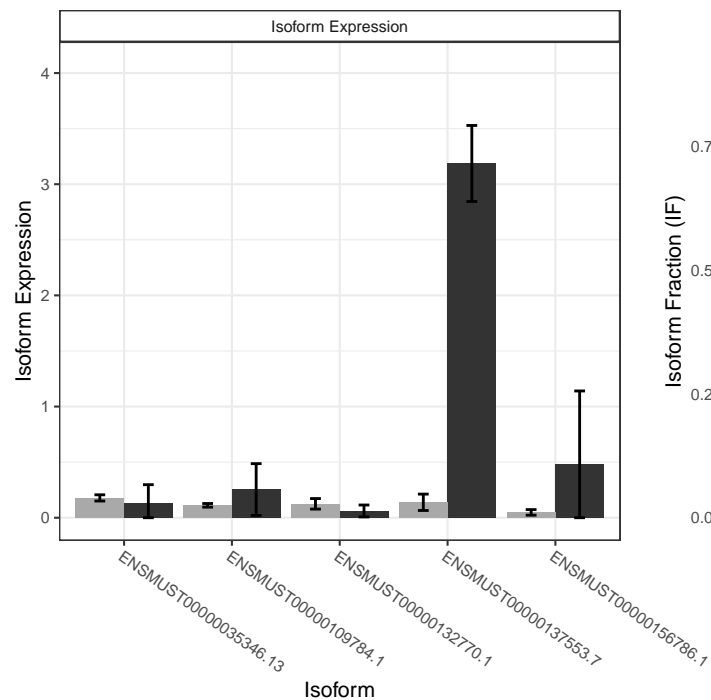 Isoform Expression
4
3
2
1
0
Isoform Expression
ENSMUST00000035346.13
ENSMUST00000109784.1
ENSMUST00000132770.1
ENSMUST00000137553.7
ENSMUST00000156786.1
Isoform
Isoform Fraction (IF)
0.7
0.5
0.2
0.0